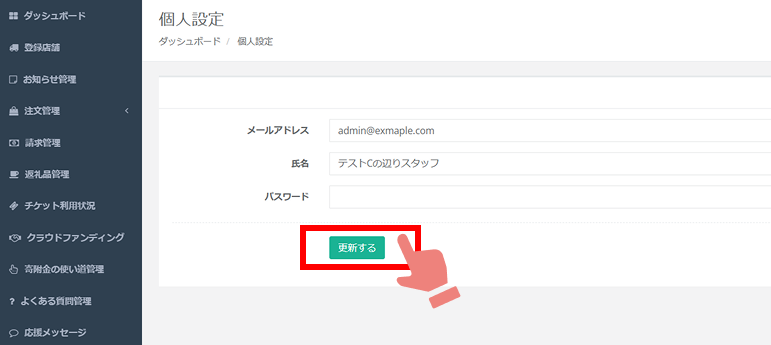 ダッシュボード
登録店舗
お知らせ管理
注文管理
請求管理
返礼品管理
チケット利用状況
クラウドファンディング
寄附金の使い道管理
よくある質問管理
応援メッセージ
個人設定
ダッシュボード / 個人設定
メールアドレス admin@exmaple.com
氏名 テストCの辺りスタッフ
パスワード
更新する